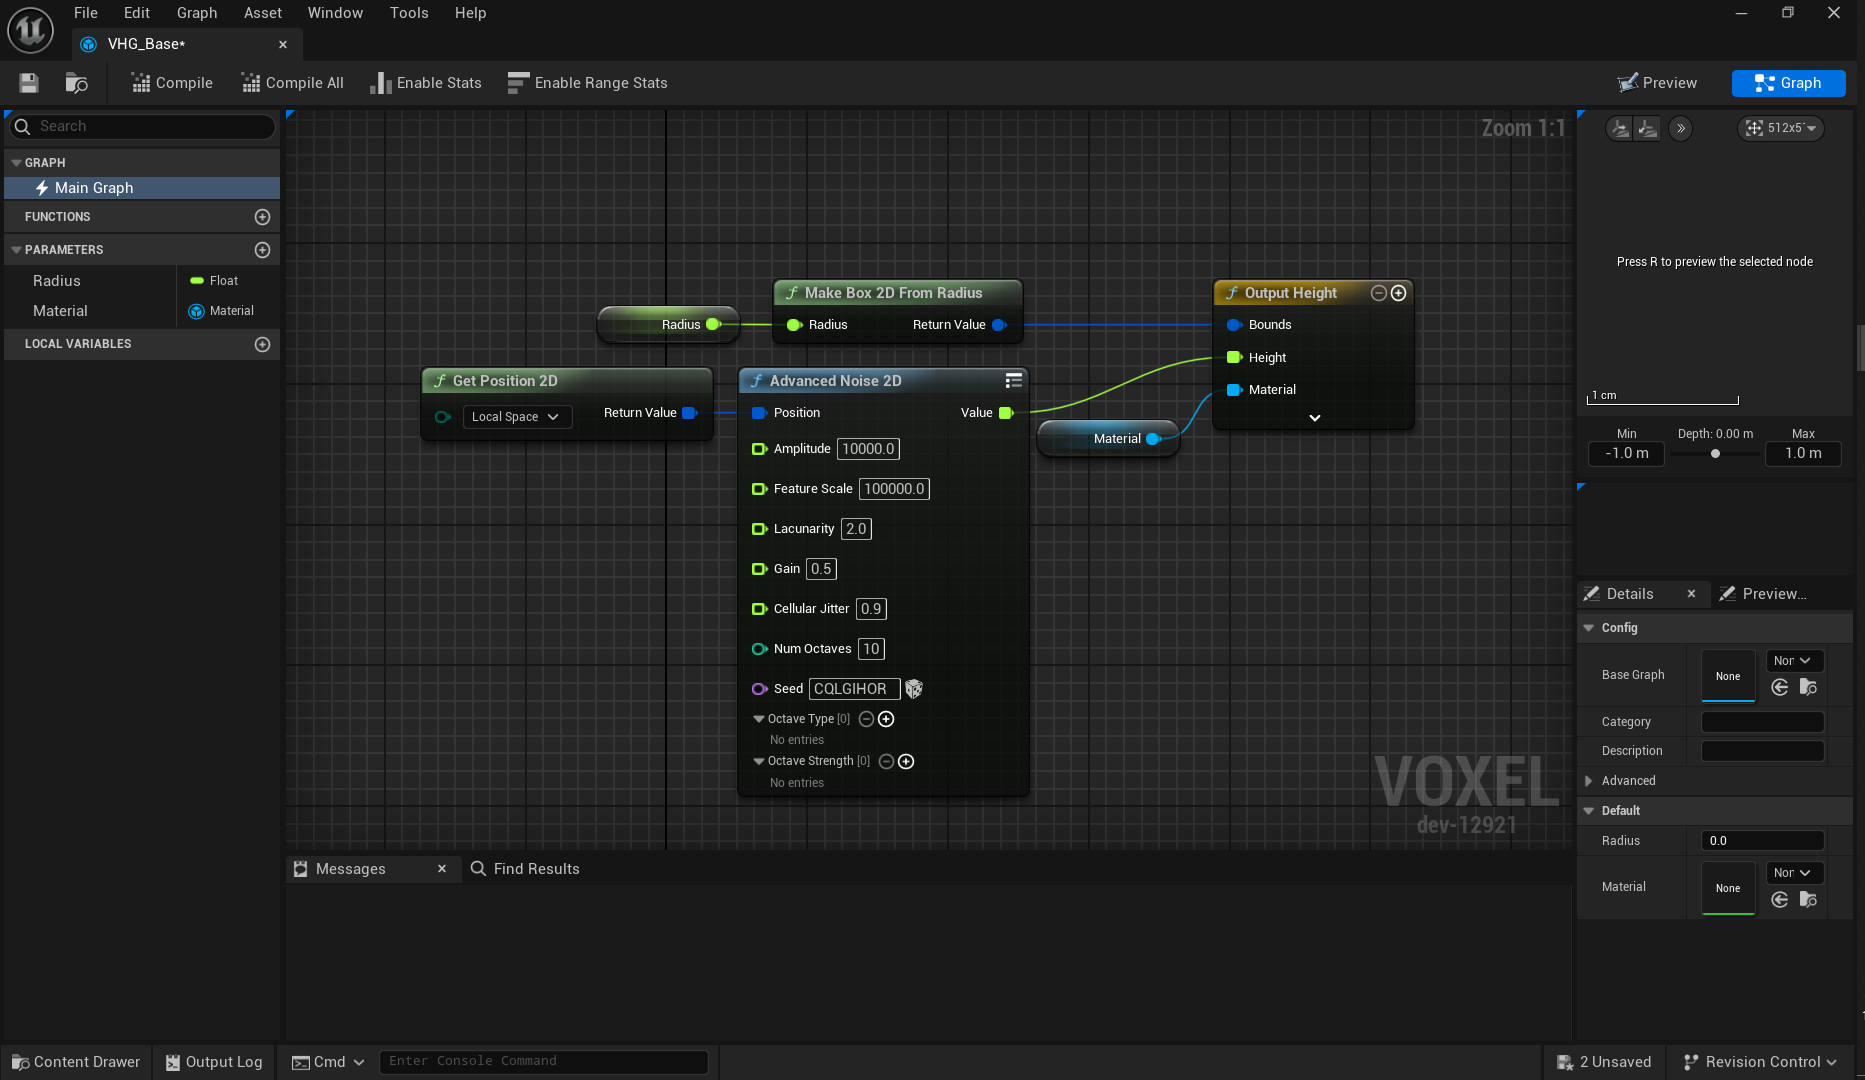 File Edit Graph Asset Window Tools Help
VHG_Base*
Compile Compile All Enable Stats Enable Range Stats Preview Graph
Search
GRAPH
Main Graph
FUNCTIONS
PARAMETERS
Radius Float
Material Material
LOCAL VARIABLES
Zoom 1:1
Radius
Make Box 2D From Radius
Radius Return Value
Output Height
Bounds
Height
Material
Get Position 2D
Local Space Return Value
Advanced Noise 2D
Position Value
Amplitude 10000.0
Feature Scale 100000.0
Lacunarity 2.0
Gain 0.5
Cellular Jitter 0.9
Num Octaves 10
Seed CQLGIHOR
Octave Type [0]
No entries
Octave Strength [0]
No entries
Material
VOXEL
dev-12921
512x5
Press R to preview the selected node
1 cm
Min Depth: 0.00 m Max
-1.0 m 1.0 m
Details Preview...
Config
Base Graph None Nor
Category
Description
Advanced
Default
Radius 0.0
Material None Nor
Messages Find Results
Content Drawer Output Log Cmd Enter Console Command 2 Unsaved Revision Control